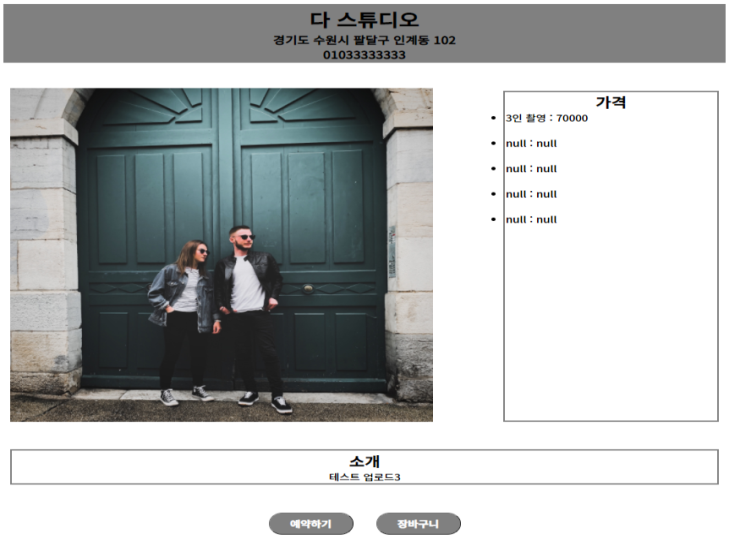 다 스튜디오
경기도 수원시 팔달구 인계동 102
01033333333
가격
3인 촬영 : 70000
null : null
null : null
null : null
null : null
소개
테스트 업로드3
예약하기
장바구니